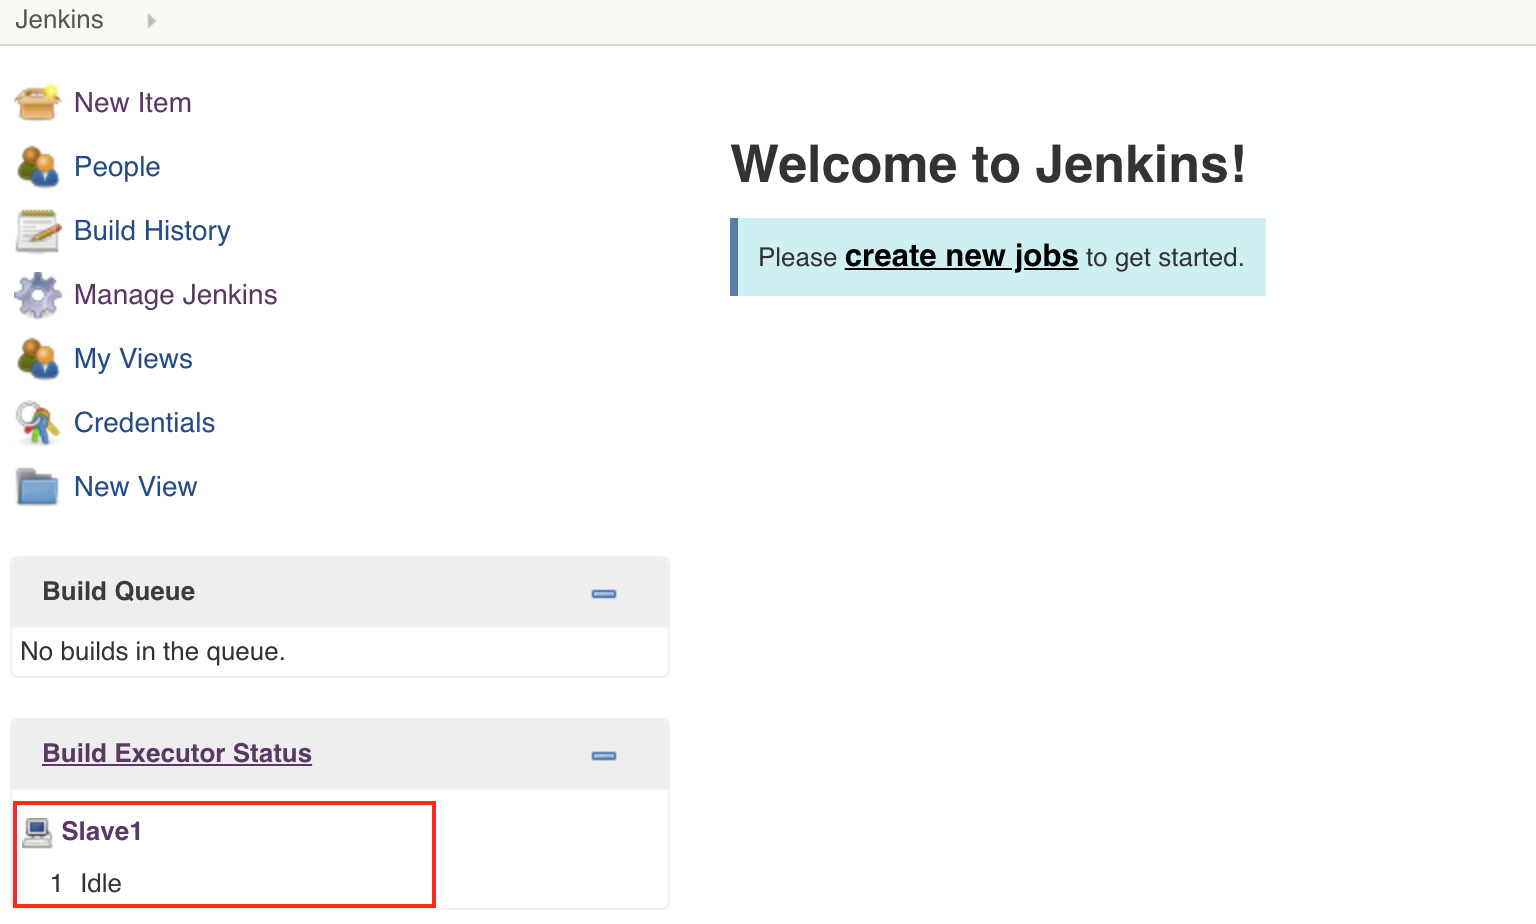 Jenkins
New Item
People
Build History
Manage Jenkins
My Views
Credentials
New View
Welcome to Jenkins!
Please create new jobs to get started.
Build Queue
No builds in the queue.
Build Executor Status
Slave1
1 Idle